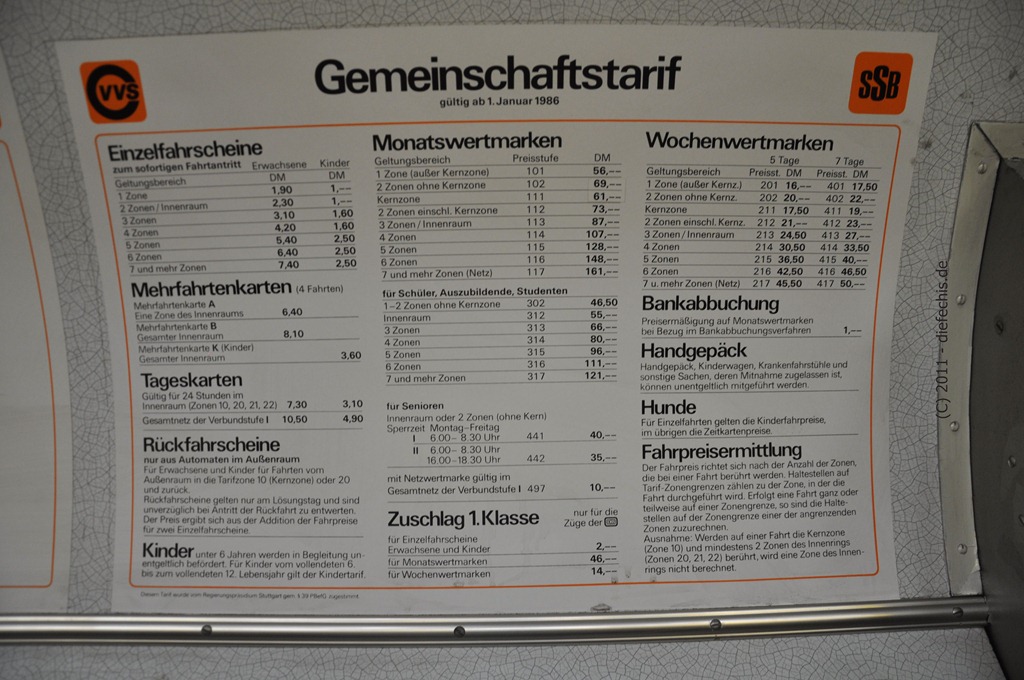 VVS
Gemeinschaftstarif
gültig ab 1. Januar 1986
SSB
Einzelfahrscheine
zum sofortigen Fahrtantritt Erwachsene Kinder
Geltungsbereich DM DM
1 Zone 1,90 1,--
2 Zonen/Innenraum 2,30 1,--
3 Zonen 3,10 1,60
4 Zonen 4,20 1,60
5 Zonen 5,40 2,50
6 Zonen 6,40 2,50
7 und mehr Zonen 7,40 2,50
Mehrfahrtenkarten (4 Fahrten)
Mehrfahrtenkarte A
Eine Zone des Innenraums 6,40
Mehrfahrtenkarte B
Gesamter Innenraum 8,10
Mehrfahrtenkarte K (Kinder)
Gesamter Innenraum 3,60
Tageskarten
Gültig für 24 Stunden im
Innenraum (Zonen 10, 20, 21, 22) 7,30 3,10
Gesamtnetz der Verbundstufe I 10,50 4,90
Rückfahrscheine
nur aus Automaten im Außenraum
Für Erwachsene und Kinder für Fahrten vom
Außenraum in die Tarifzone 10 (Kernzone) oder 20
und zurück.
Rückfahrscheine gelten nur am Lösungstag und sind
unverzüglich bei Antritt der Rückfahrt zu entwerten.
Der Preis ergibt sich aus der Addition der Fahrpreise
für zwei Einzelfahrscheine.
Kinder unter 6 Jahren werden in Begleitung un-
entgeltlich befördert. Für Kinder vom vollendeten 6.
bis zum vollendeten 12. Lebensjahr gilt der Kindertarif.
Diesem Tarif wurde vom Regierungspräsidium Stuttgart gem. § 39 PBefG zugestimmt.
Monatswertmarken
Geltungsbereich Preisstufe DM
1 Zone (außer Kernzone) 101 56,--
2 Zonen ohne Kernzone 102 69,--
Kernzone 111 61,--
2 Zonen einschl. Kernzone 112 73,--
3 Zonen/Innenraum 113 87,--
4 Zonen 114 107,--
5 Zonen 115 128,--
6 Zonen 116 148,--
7 und mehr Zonen (Netz) 117 161,--
für Schüler, Auszubildende, Studenten
1-2 Zonen ohne Kernzone 302 46,50
Innenraum 312 55,--
3 Zonen 313 66,--
4 Zonen 314 80,--
5 Zonen 315 96,--
6 Zonen 316 111,--
7 und mehr Zonen 317 121,--
für Senioren
Innenraum oder 2 Zonen (ohne Kern)
Sperrzeit Montag-Freitag
I 6.00- 8.30 Uhr 441 40,--
II 6.00- 8.30 Uhr
16.00-18.30 Uhr 442 35,--
mit Netzwertmarke gültig im
Gesamtnetz der Verbundstufe I 497 10,--
Zuschlag 1. Klasse nur für die
Züge der DB
für Einzelfahrscheine
Erwachsene und Kinder 2,--
für Monatswertmarken 46,--
für Wochenwertmarken 14,--
Wochenwertmarken
5 Tage 7 Tage
Geltungsbereich Preisst. DM Preisst. DM
1 Zone (außer Kernz.) 201 16,-- 401 17,50
2 Zonen ohne Kernz. 202 20,-- 402 22,--
Kernzone 211 17,50 411 19,--
2 Zonen einschl. Kernz. 212 21,-- 412 23,--
3 Zonen/Innenraum 213 24,50 413 27,--
4 Zonen 214 30,50 414 33,50
5 Zonen 215 36,50 415 40,--
6 Zonen 216 42,50 416 46,50
7 u. mehr Zonen (Netz) 217 45,50 417 50,--
Bankabbuchung
Preisermäßigung auf Monatswertmarken
bei Bezug im Bankabbuchungsverfahren 1,--
Handgepäck
Handgepäck, Kinderwagen, Krankenfahrstühle und
sonstige Sachen, deren Mitnahme zugelassen ist,
können unentgeltlich mitgeführt werden.
Hunde
Für Einzelfahrten gelten die Kinderfahrpreise,
im übrigen die Zeitkartenpreise.
Fahrpreisermittlung
Der Fahrpreis richtet sich nach der Anzahl der Zonen,
die bei einer Fahrt berührt werden. Haltestellen auf
Tarif-Zonengrenzen zählen zu der Zone, in der die
Fahrt durchgeführt wird. Erfolgt eine Fahrt ganz oder
teilweise auf einer Zonengrenze, so sind die Halte-
stellen auf der Zonengrenze einer der angrenzenden
Zonen zuzurechnen.
Ausnahme: Werden auf einer Fahrt die Kernzone
(Zone 10) und mindestens 2 Zonen des Innenrings
(Zonen 20, 21, 22) berührt, wird eine Zone des Innen-
rings nicht berechnet.
(C) 2011 - diefechis.de